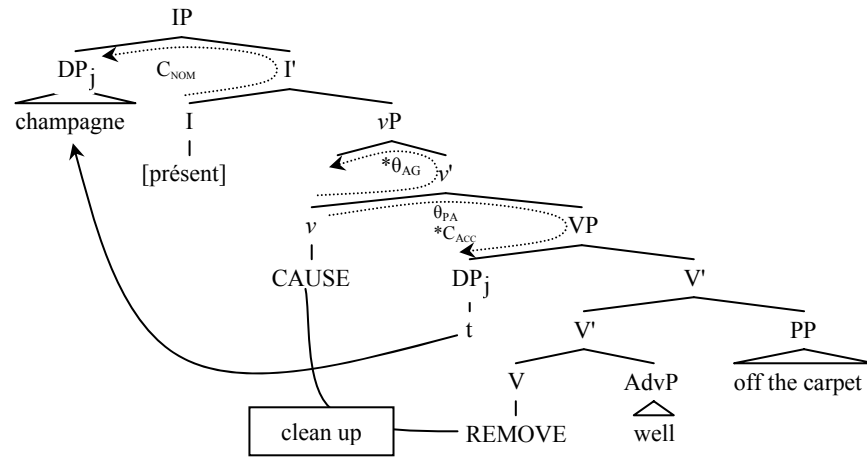 IP
DPj C_NOM I'
champagne I vP
[présent] *θ_AG v'
v θ_PA VP
*C_ACC
CAUSE DPj V'
t V' PP
V AdvP off the carpet
clean up REMOVE well